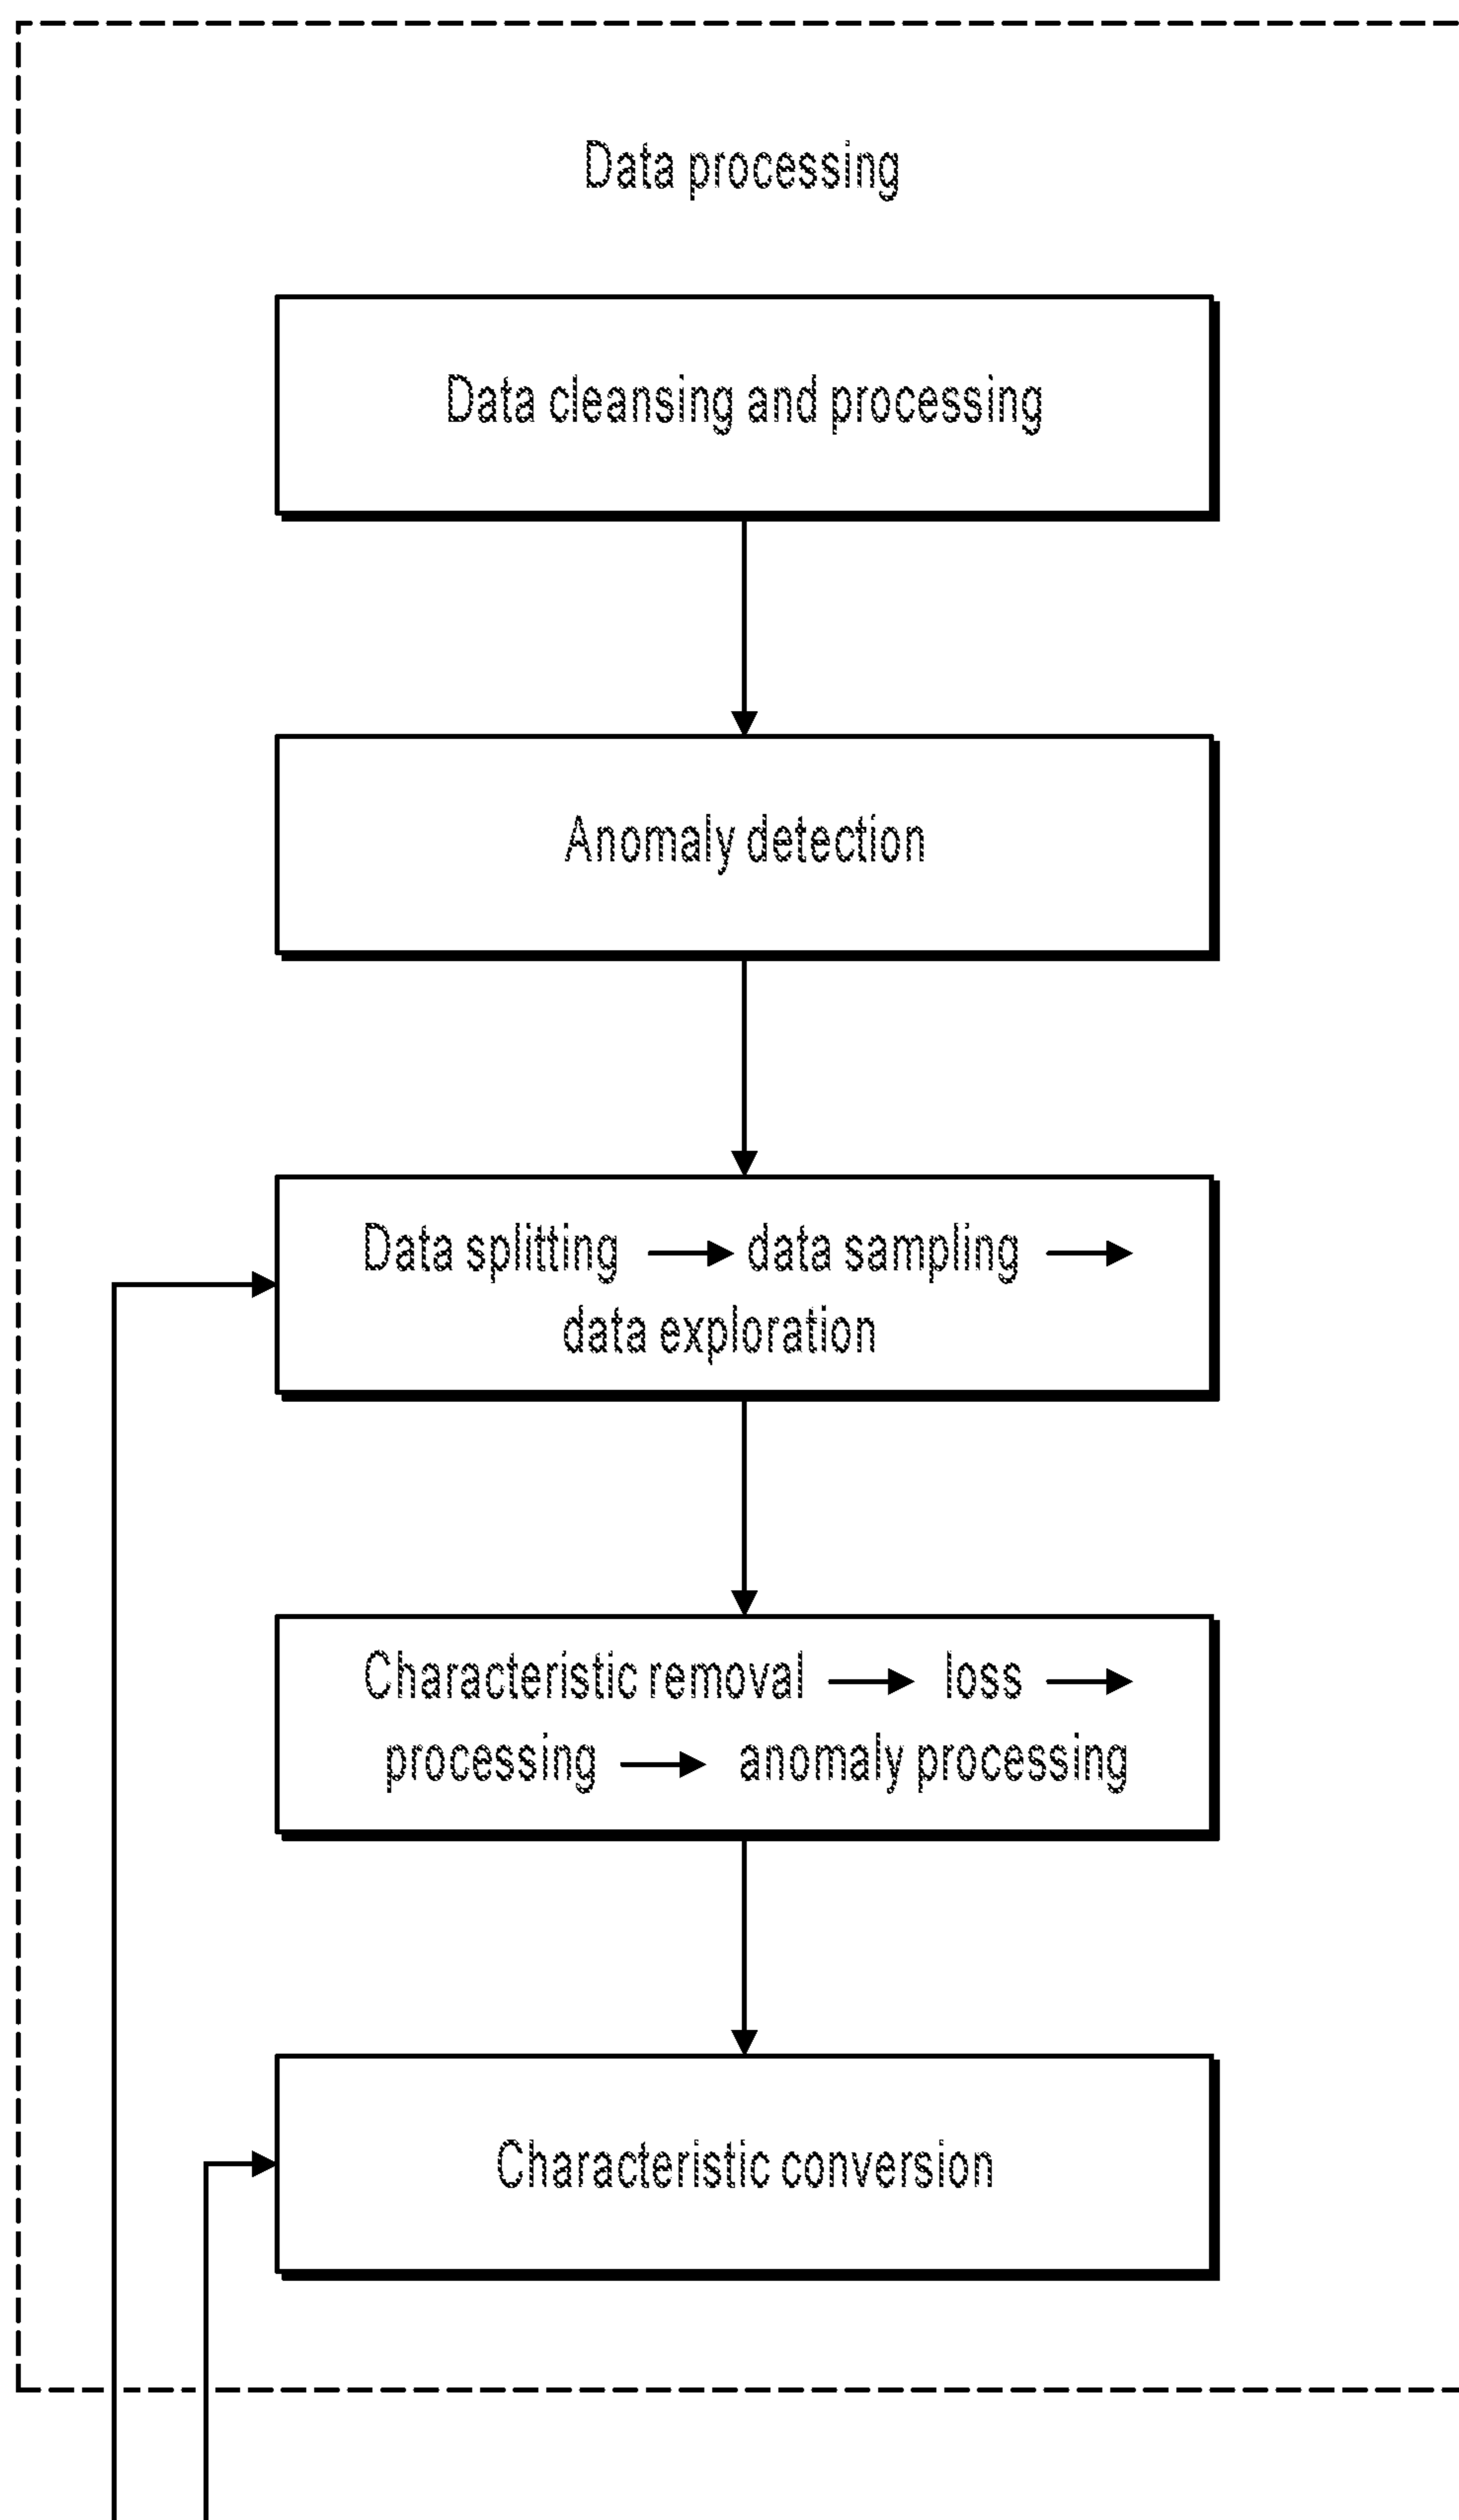 Data processing
Data cleansing and processing
Anomaly detection
Data splitting → data sampling →
data exploration
Characteristic removal → loss →
processing → anomaly processing
Characteristic conversion